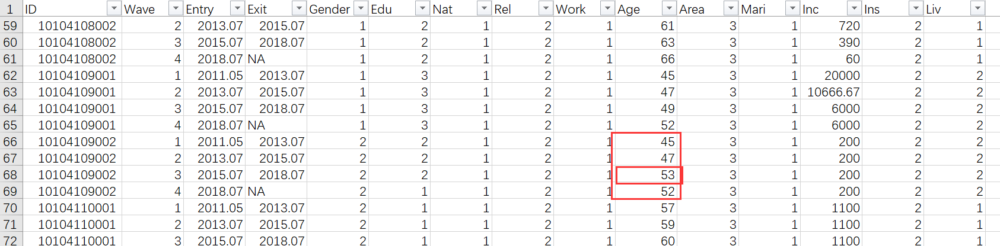 1 ID Wave Entry Exit Gender Edu Nat Rel Work Age Area Mari Inc Ins Liv
59 10104108002 2 2013.07 2015.07 1 2 1 2 1 61 3 1 720 2 1
60 10104108002 3 2015.07 2018.07 1 2 1 2 1 63 3 1 390 2 1
61 10104108002 4 2018.07 NA 1 2 1 2 1 66 3 1 60 2 1
62 10104109001 1 2011.05 2013.07 1 3 1 2 1 45 3 1 20000 2 2
63 10104109001 2 2013.07 2015.07 1 3 1 2 1 47 3 1 10666.67 2 2
64 10104109001 3 2015.07 2018.07 1 3 1 2 1 49 3 1 6000 2 2
65 10104109001 4 2018.07 NA 1 3 1 2 1 52 3 1 6000 2 2
66 10104109002 1 2011.05 2013.07 2 2 1 2 1 45 3 1 200 2 2
67 10104109002 2 2013.07 2015.07 2 2 1 2 1 47 3 1 200 2 2
68 10104109002 3 2015.07 2018.07 2 2 1 2 1 53 3 1 200 2 2
69 10104109002 4 2018.07 NA 2 1 1 2 1 52 3 1 200 2 2
70 10104110001 1 2011.05 2013.07 2 1 1 2 1 57 3 1 1100 2 1
71 10104110001 2 2013.07 2015.07 2 1 1 2 1 59 3 1 1100 2 1
72 10104110001 3 2015.07 2018.07 2 1 1 2 1 60 3 1 1100 2 1